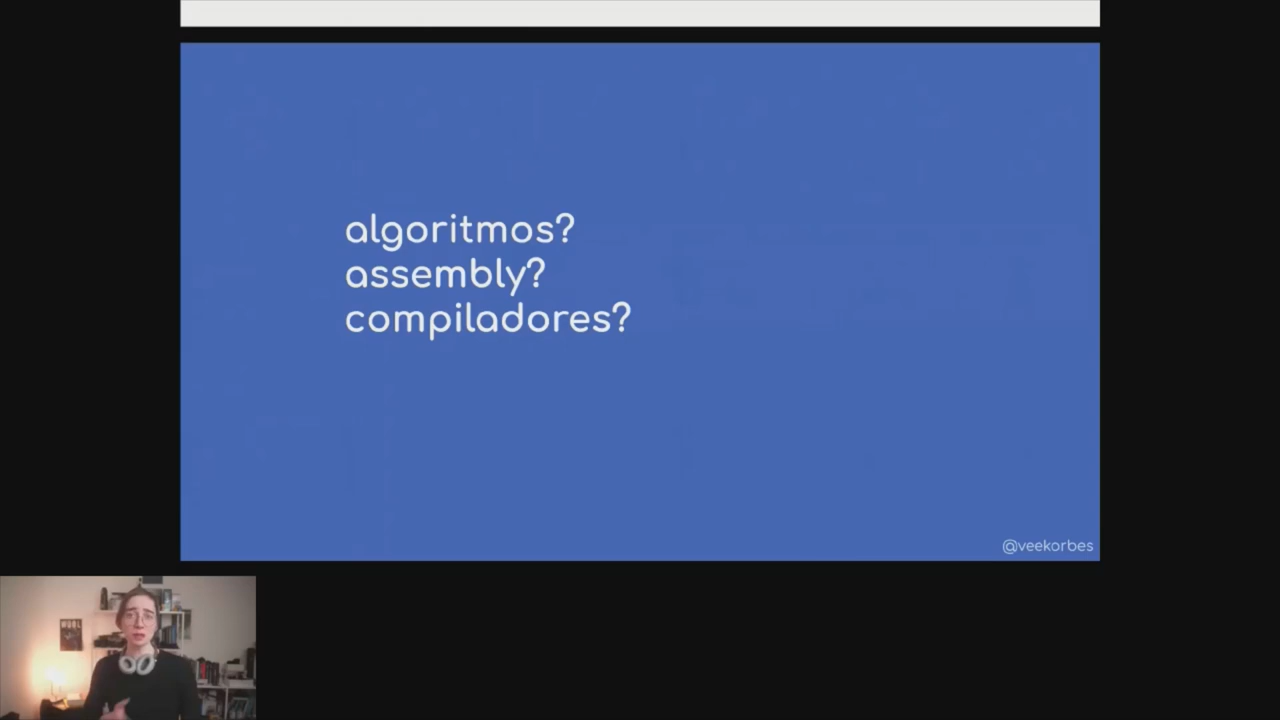 algoritmos?
assembly?
compiladores?
@veekorbes